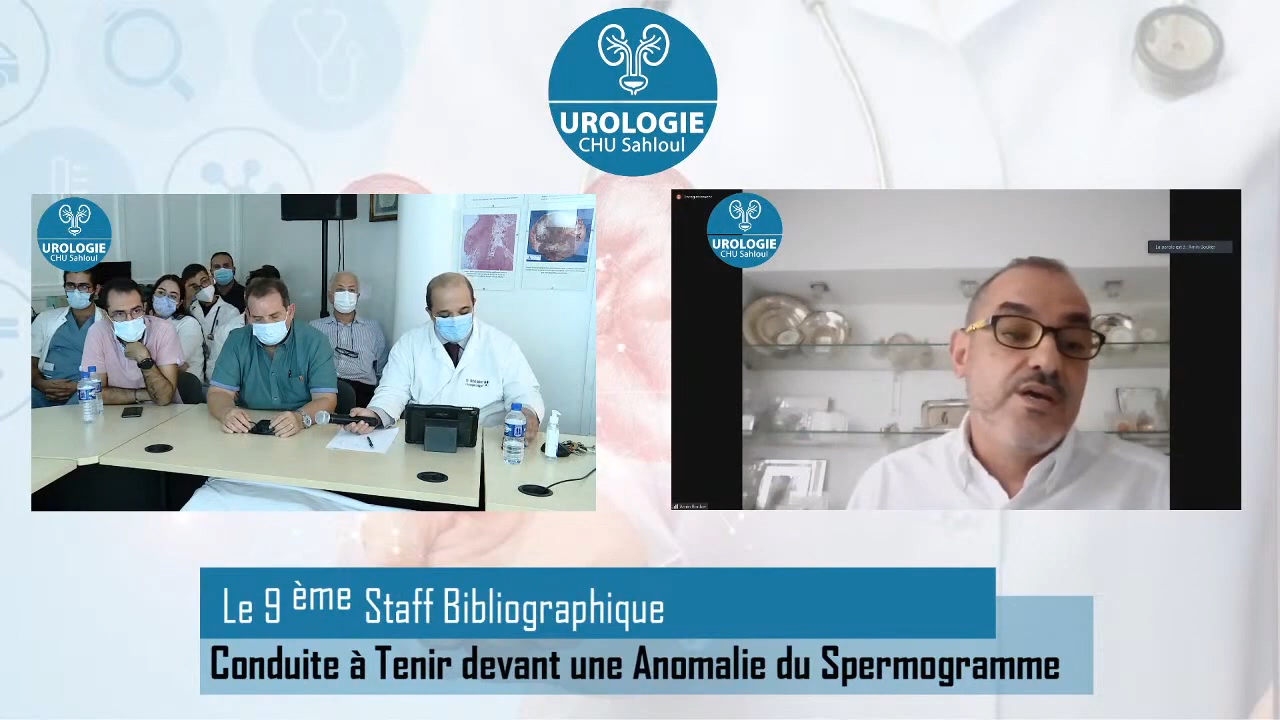 UROLOGIE
CHU Sahloul
UROLOGIE
CHU Sahloul
UROLOGIE
CHU Sahloul
Le 9 ème Staff Bibliographique
Conduite à Tenir devant une Anomalie du Spermogramme